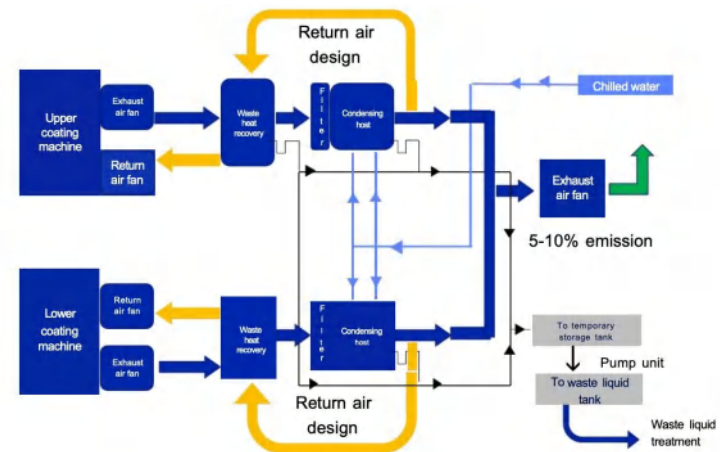 Return air
design
Chilled water
Upper
coating
machine
Exhaust
air fan
Return
air fan
Waste
heat
recovery
Filter
Condensing
host
Exhaust
air fan
5-10% emission
Lower
coating
machine
Return
air fan
Exhaust
air fan
Waste
heat
recovery
Filter
Condensing
host
Return air
design
To temporary
storage tank
Pump unit
To waste liquid
tank
Waste liquid
treatment